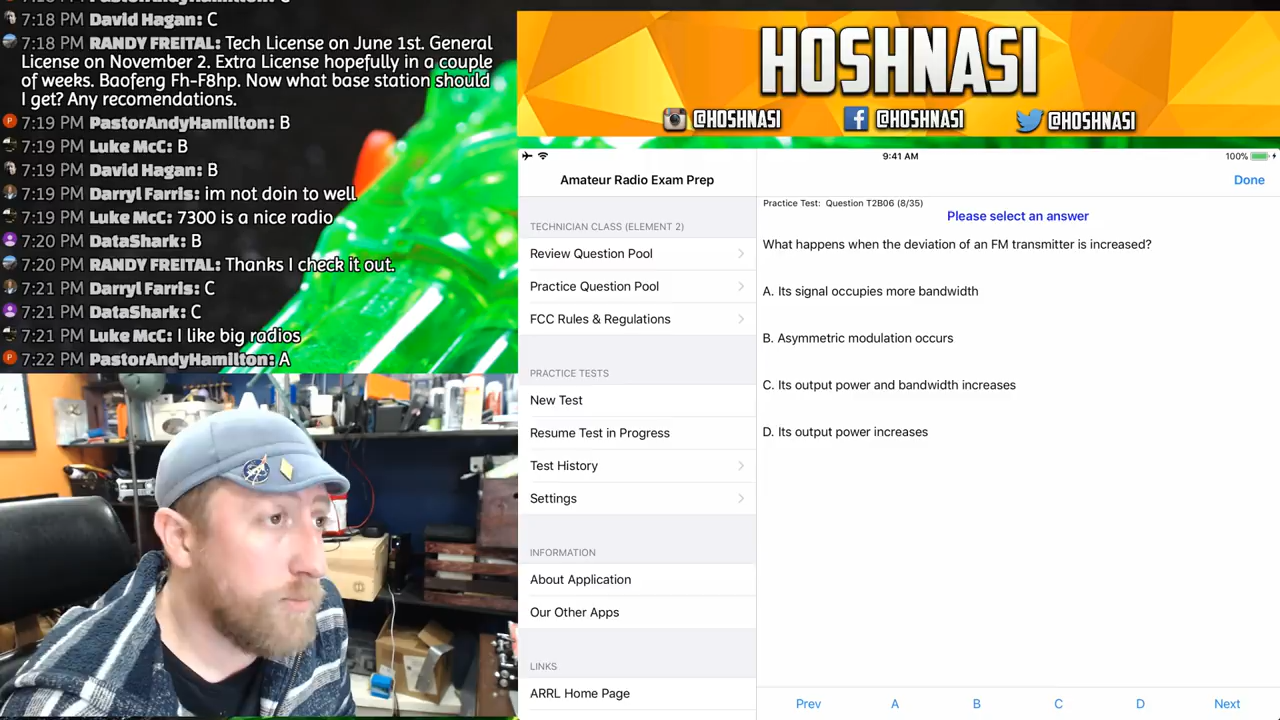 7:18 PM David Hagan: C
7:18 PM RANDY FREITAL: Tech License on June 1st. General
License on November 2. Extra License hopefully in a couple
of weeks. Baofeng Fh-F8hp. Now what base station should
I get? Any recomendations.
7:19 PM PastorAndyHamilton: B
7:19 PM Luke McC: B
7:19 PM David Hagan: B
7:19 PM Darryl Farris: im not doin to well
7:19 PM Luke McC: 7300 is a nice radio
7:20 PM DataShark: B
7:20 PM RANDY FREITAL: Thanks I check it out.
7:21 PM Darryl Farris: C
7:21 PM DataShark: C
7:21 PM Luke McC: I like big radios
7:22 PM PastorAndyHamilton: A
HOSHNASI
@HOSHNASI @HOSHNASI @HOSHNASI
9:41 AM 100%
Amateur Radio Exam Prep
TECHNICIAN CLASS (ELEMENT 2)
Review Question Pool
Practice Question Pool
FCC Rules & Regulations
PRACTICE TESTS
New Test
Resume Test in Progress
Test History
Settings
INFORMATION
About Application
Our Other Apps
LINKS
ARRL Home Page
Done
Practice Test: Question T2B06 (8/35)
Please select an answer
What happens when the deviation of an FM transmitter is increased?
A. Its signal occupies more bandwidth
B. Asymmetric modulation occurs
C. Its output power and bandwidth increases
D. Its output power increases
Prev A B C D Next